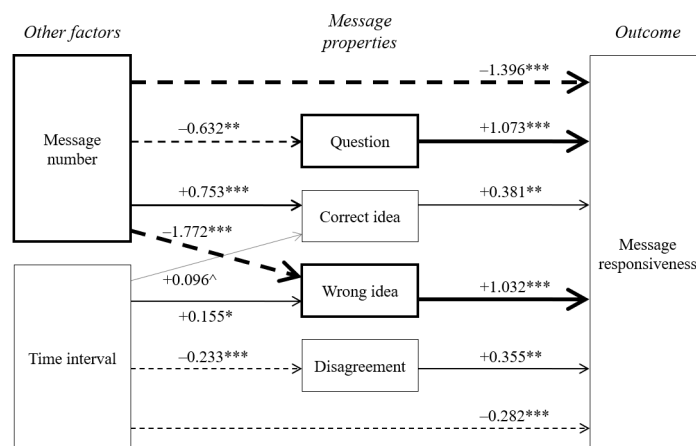 Other factors
Message
properties
Outcome
–1.396***
Message
number
–0.632**
Question
+1.073***
+0.753***
Correct idea
+0.381**
–1.772***
Message
responsiveness
+0.096^
Wrong idea
+1.032***
+0.155*
Time interval
–0.233***
Disagreement
+0.355**
–0.282***